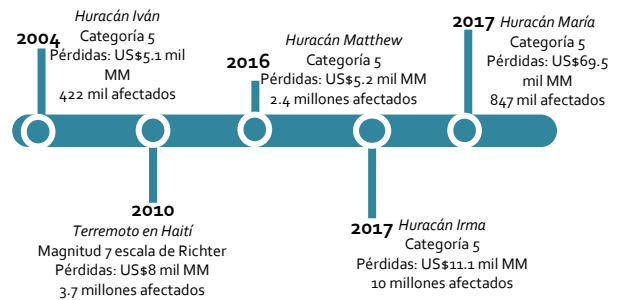 2004
Huracán Iván
Categoría 5
Pérdidas: US$5.1 mil
MM
422 mil afectados
2010
Terremoto en Haití
Magnitud 7 escala de Richter
Pérdidas: US$8 mil MM
3.7 millones afectados
2016
Huracán Matthew
Categoría 5
Pérdidas: US$5.2 mil MM
2.4 millones afectados
2017 Huracán Irma
Categoría 5
Pérdidas: US$11.1 mil MM
10 millones afectados
2017 Huracán María
Categoría 5
Pérdidas: US$69.5
mil MM
847 mil afectados